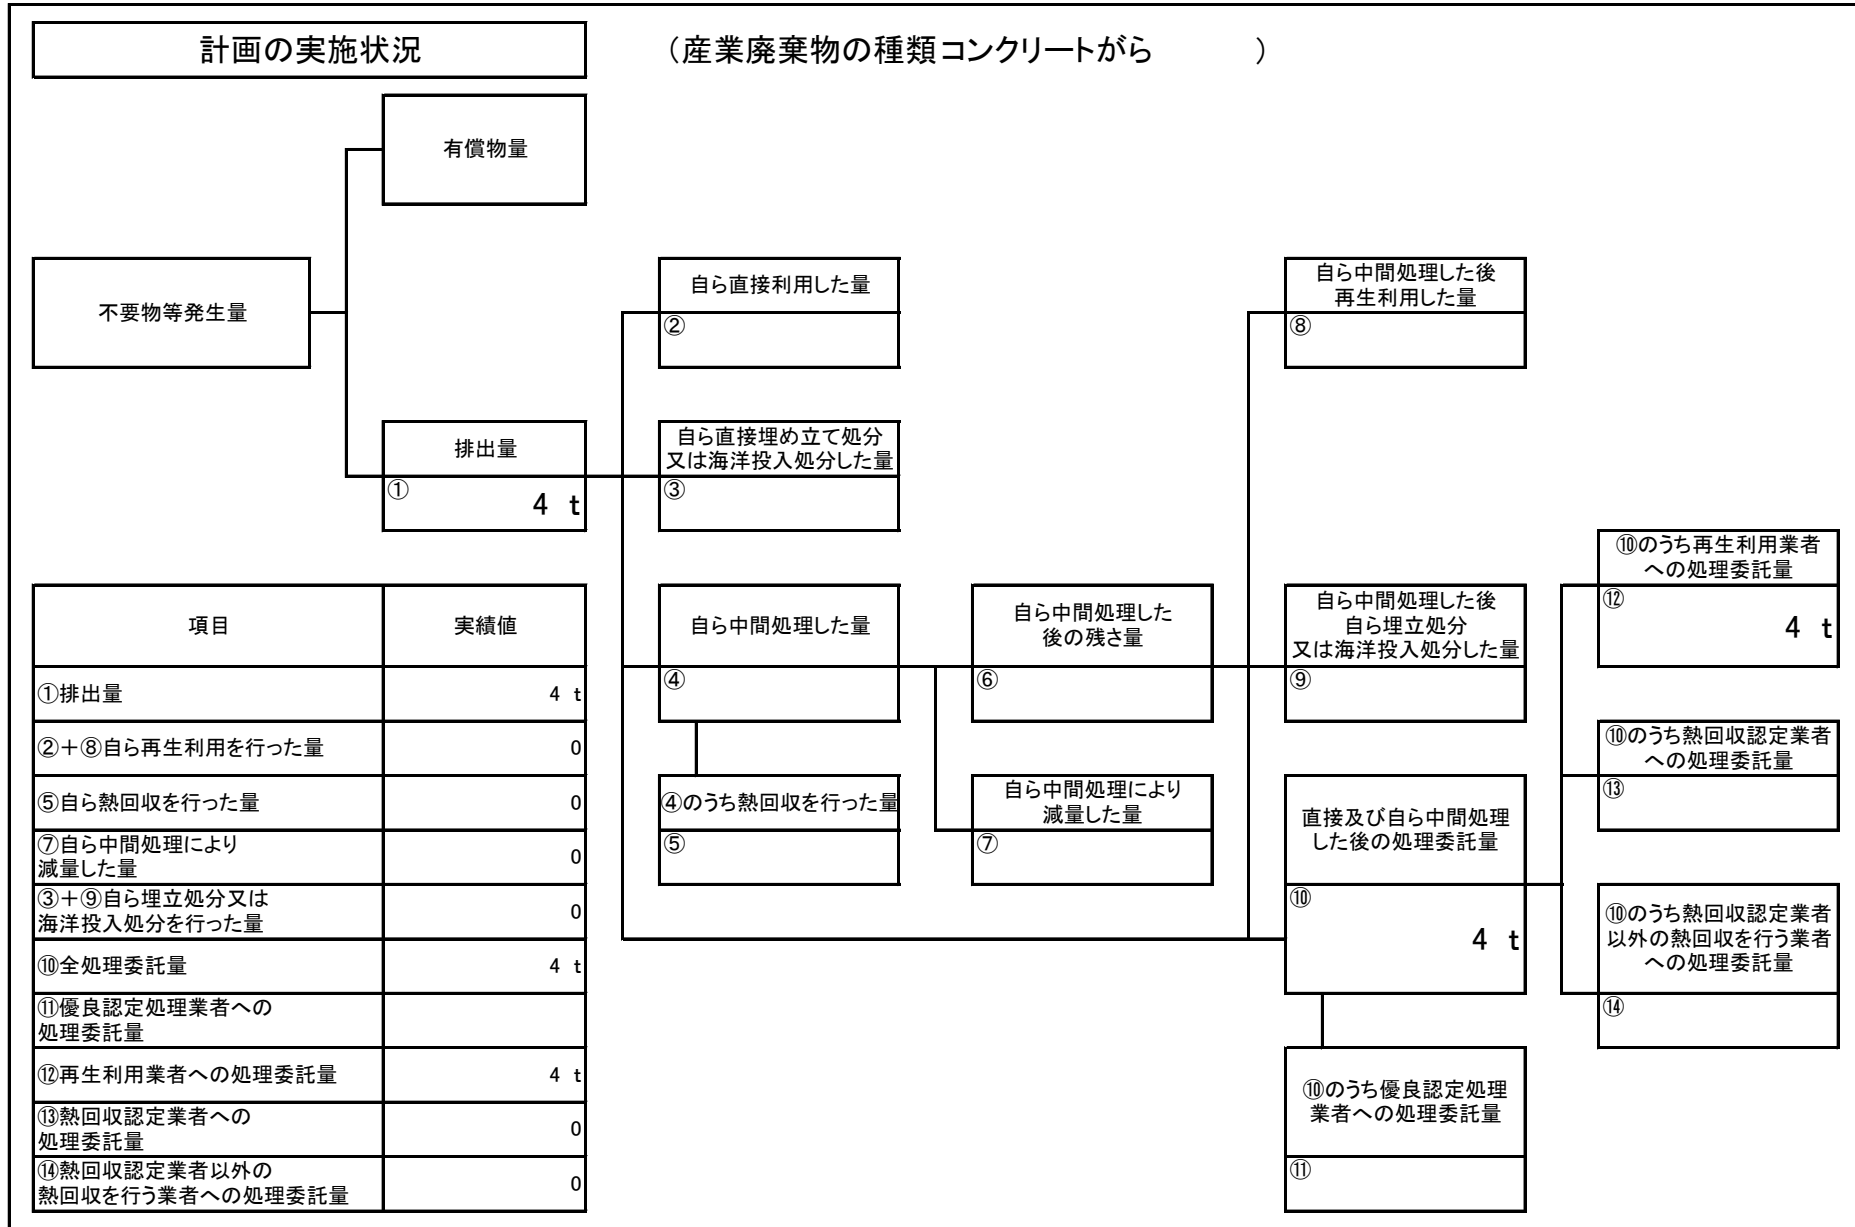 計画の実施状況
（産業廃棄物の種類コンクリートがら　　　）
有償物量
不要物等発生量
自ら直接利用した量
②
自ら中間処理した後
再生利用した量
⑧
排出量
①
4 t
自ら直接埋め立て処分
又は海洋投入処分した量
③
⑩のうち再生利用業者
への処理委託量
⑫
4 t
自ら中間処理した量
④
自ら中間処理した
後の残さ量
⑥
自ら中間処理した後
自ら埋立処分
又は海洋投入処分した量
⑨
⑩のうち熱回収認定業者
への処理委託量
⑬
④のうち熱回収を行った量
⑤
自ら中間処理により
減量した量
⑦
直接及び自ら中間処理
した後の処理委託量
⑩
4 t
⑩のうち熱回収認定業者
以外の熱回収を行う業者
への処理委託量
⑭
⑩のうち優良認定処理
業者への処理委託量
⑪
項目 実績値
①排出量 4 t
②＋⑧自ら再生利用を行った量 0
⑤自ら熱回収を行った量 0
⑦自ら中間処理により
減量した量 0
③＋⑨自ら埋立処分又は
海洋投入処分を行った量 0
⑩全処理委託量 4 t
⑪優良認定処理業者への
処理委託量
⑫再生利用業者への処理委託量 4 t
⑬熱回収認定業者への
処理委託量 0
⑭熱回収認定業者以外の
熱回収を行う業者への処理委託量 0